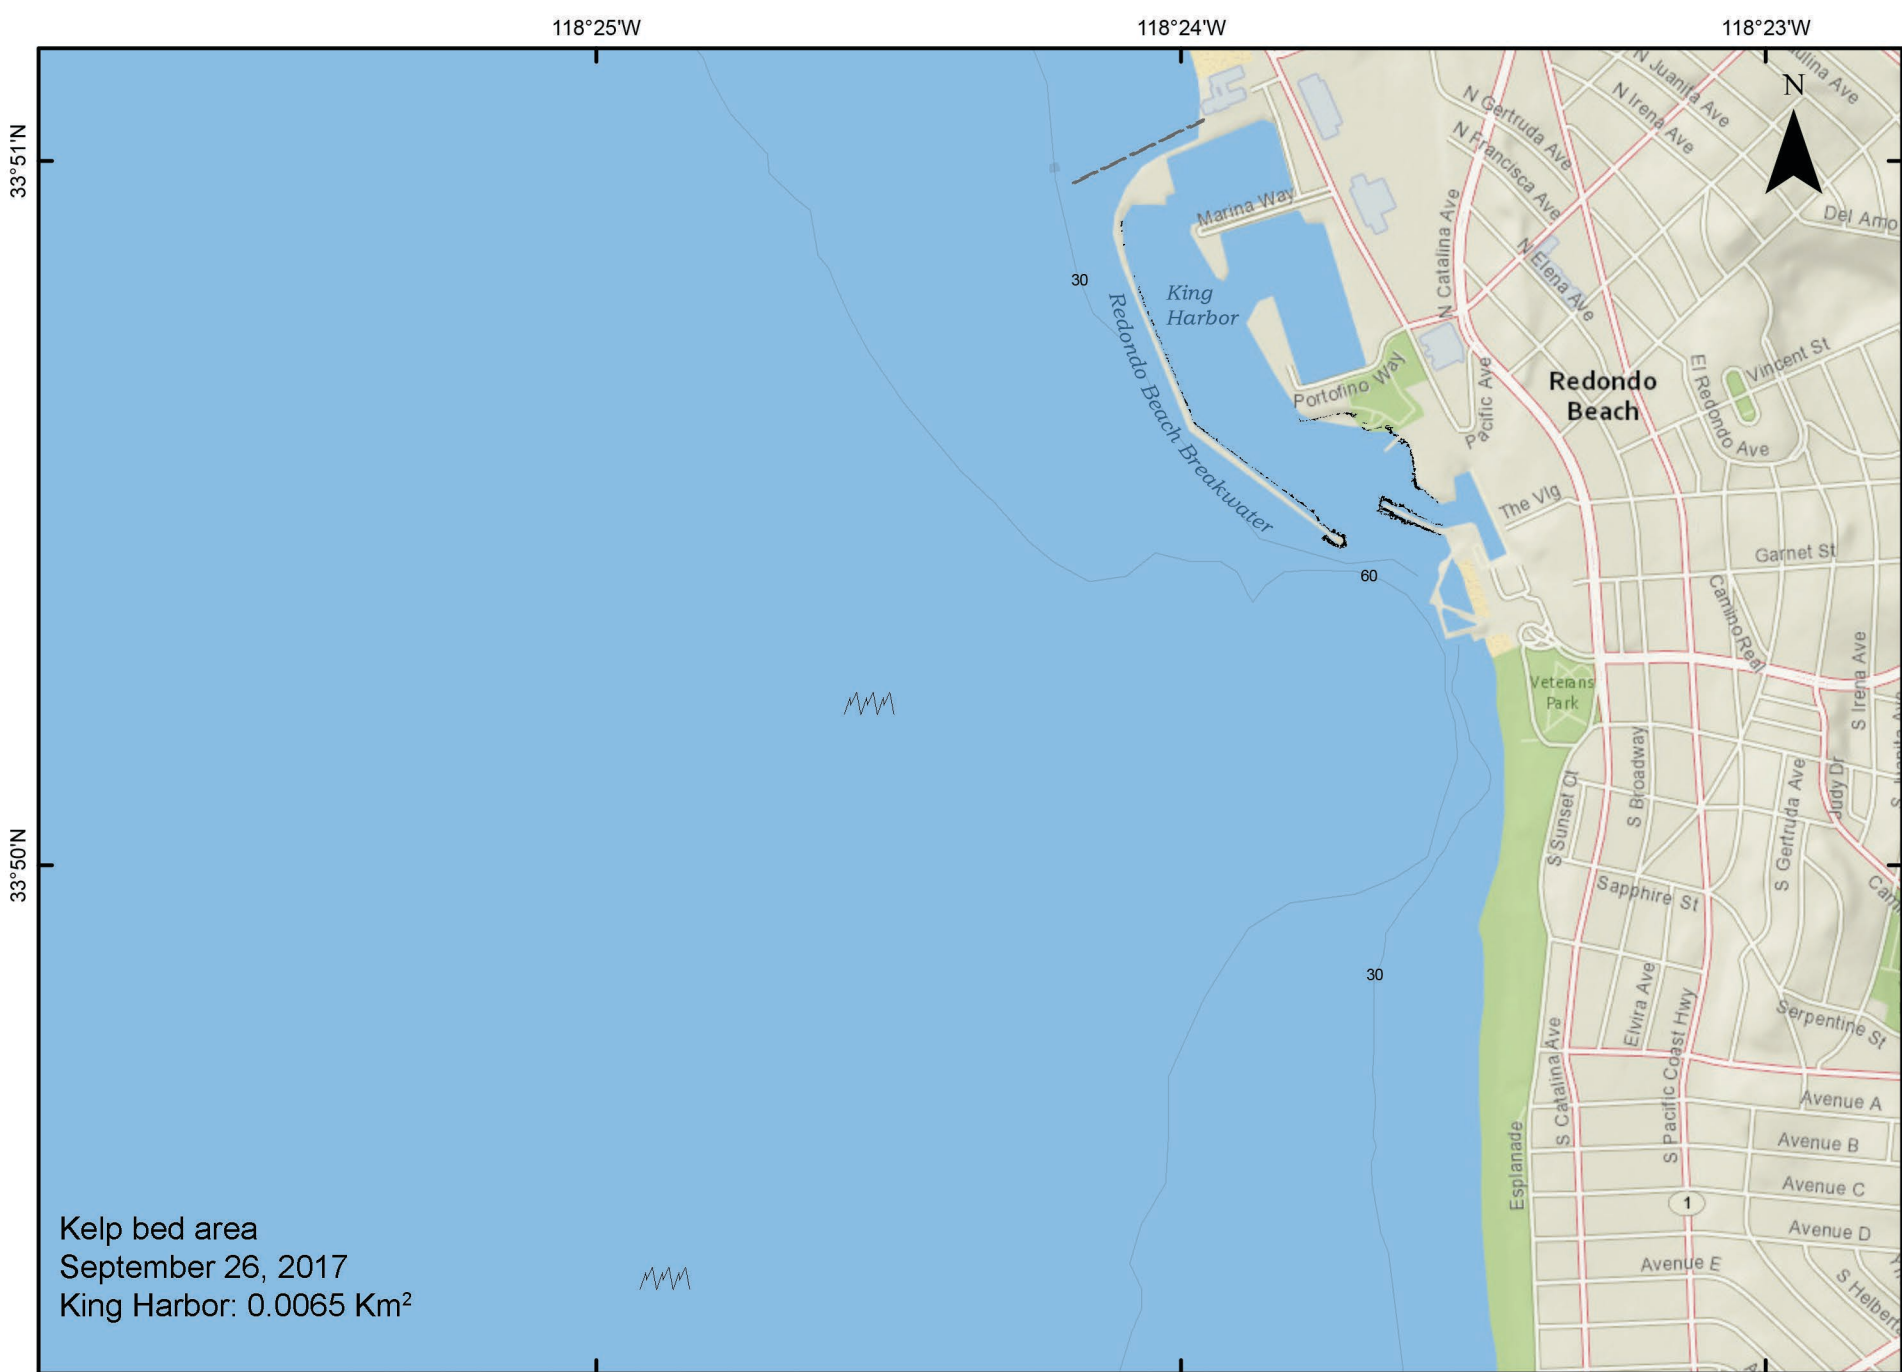 118°25'W
118°24'W
118°23'W
33°51'N
33°50'N
N
N Juanita Ave
N Irena Ave
N Gertruda Ave
N Francisca Ave
N Catalina Ave
N Elena Ave
Del Amo
Marina Way
King
Harbor
30
Redondo Beach Breakwater
Portofino Way
Pacific Ave
Redondo
Beach
El Redondo Ave
Vincent St
The Vlg
Garnet St
60
Camino Real
S Irena Ave
Veterans
Park
S Broadway
S Sunset Ct
S Gertruda Ave
Judy Dr
Sapphire St
30
Elvira Ave
S Pacific Coast Hwy
Serpentine St
S Catalina Ave
Esplanade
Avenue A
Avenue B
Avenue C
1
Avenue D
Avenue E
Kelp bed area
September 26, 2017
King Harbor: 0.0065 Km²